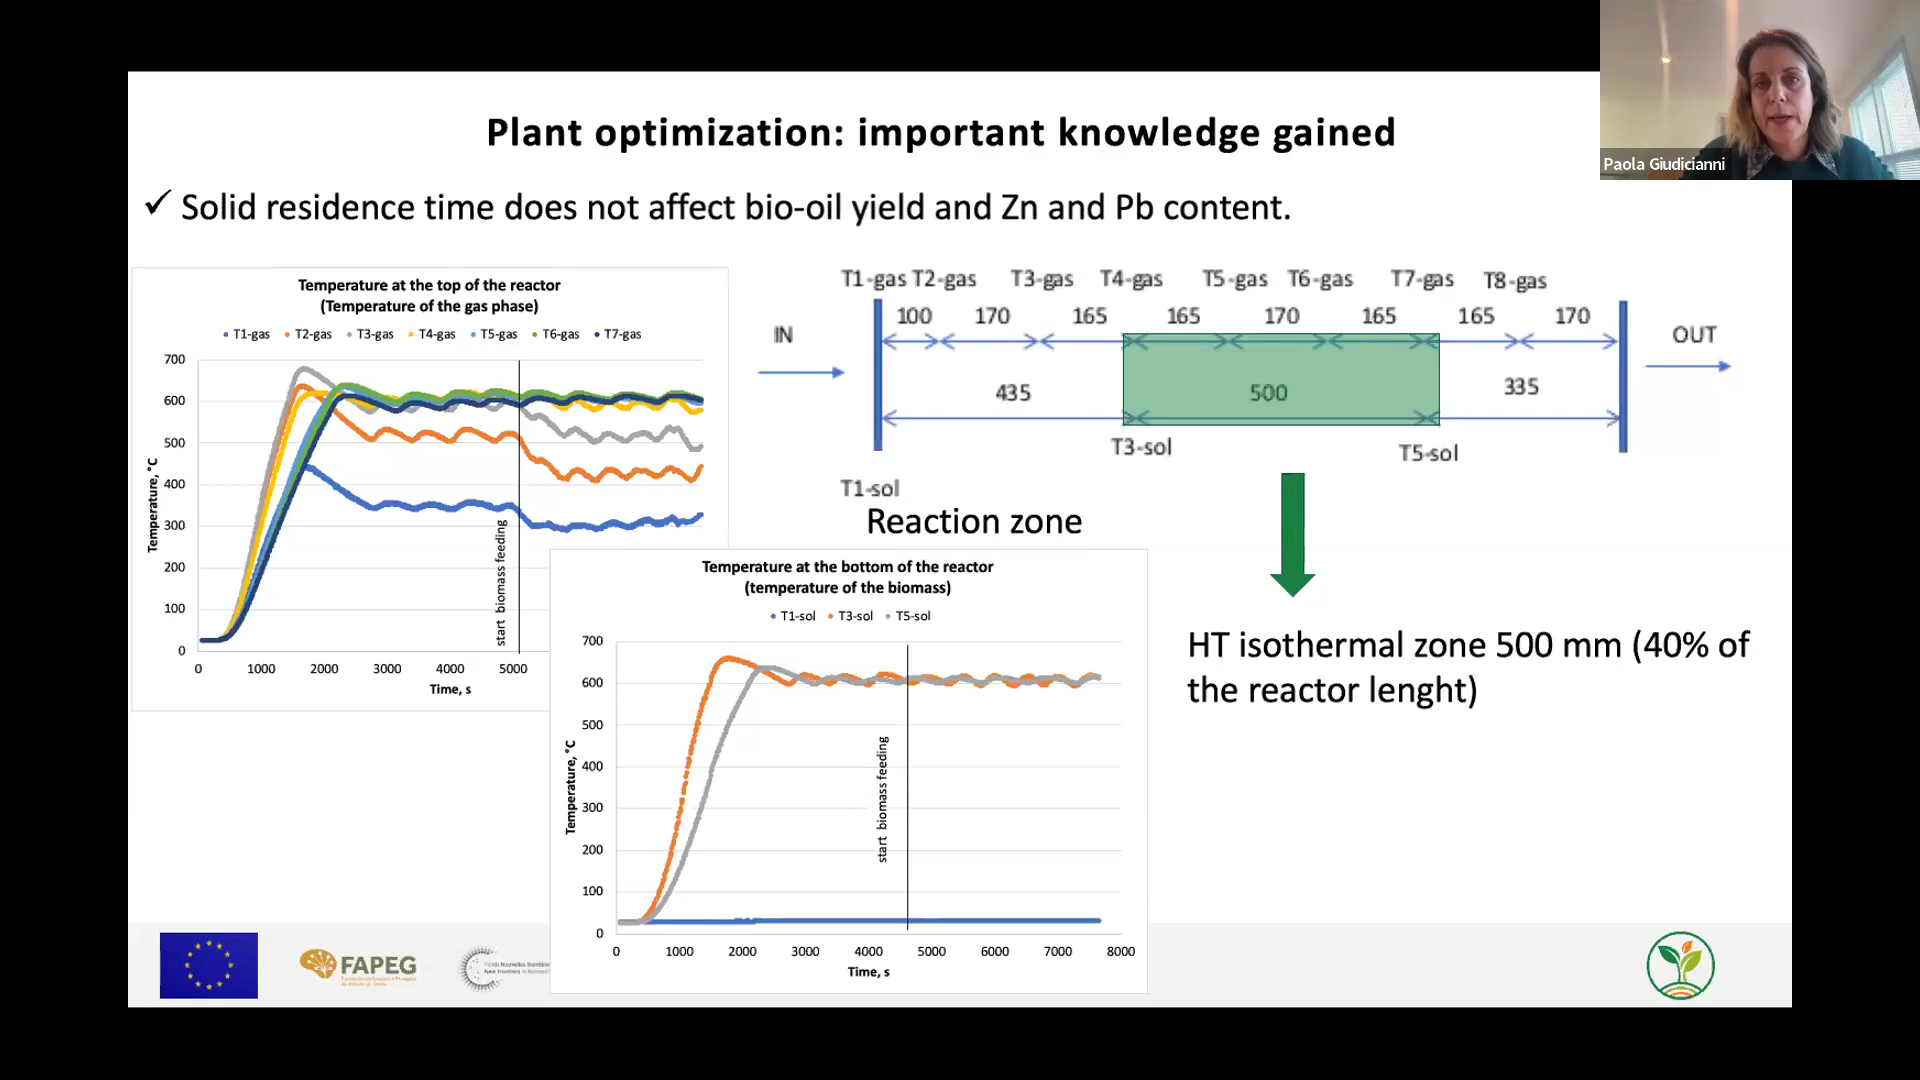 Plant optimization: important knowledge gained
✓ Solid residence time does not affect bio-oil yield and Zn and Pb content.
Paola Giudicianni
Temperature at the top of the reactor
(Temperature of the gas phase)
T1-gas T2-gas T3-gas T4-gas T5-gas T6-gas T7-gas
Temperature, °C
700
600
500
400
300
200
100
0
start biomass feeding
0 1000 2000 3000 4000 5000
Time, s
T1-gas T2-gas T3-gas T4-gas T5-gas T6-gas T7-gas T8-gas
100 170 165 165 170 165 165 170
IN
OUT
435 500 335
T3-sol T5-sol
T1-sol
Reaction zone
Temperature at the bottom of the reactor
(temperature of the biomass)
T1-sol T3-sol T5-sol
Temperature, °C
700
600
500
400
300
200
100
0
start biomass feeding
0 1000 2000 3000 4000 5000 6000 7000 8000
Time, s
HT isothermal zone 500 mm (40% of
the reactor lenght)
FAPEG